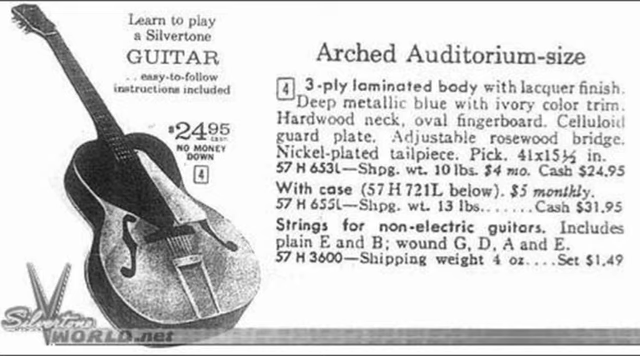 Learn to play
a Silvertone
GUITAR
. . easy-to-follow
instructions included
$24.95
CASH
NO MONEY
DOWN
4
Arched Auditorium-size
4 3-ply laminated body with lacquer finish.
Deep metallic blue with ivory color trim.
Hardwood neck, oval fingerboard. Celluloid
guard plate. Adjustable rosewood bridge.
Nickel-plated tailpiece. Pick. 41x15½ in.
57 H 653L—Shpg. wt. 10 lbs. $4 mo. Cash $24.95
With case (57 H 721L below). $5 monthly.
57 H 655L—Shpg. wt. 13 lbs.......Cash $31.95
Strings for non-electric guitars. Includes
plain E and B; wound G, D, A and E.
57 H 3600—Shipping weight 4 oz....Set $1.49
Silvertone
WORLD.net